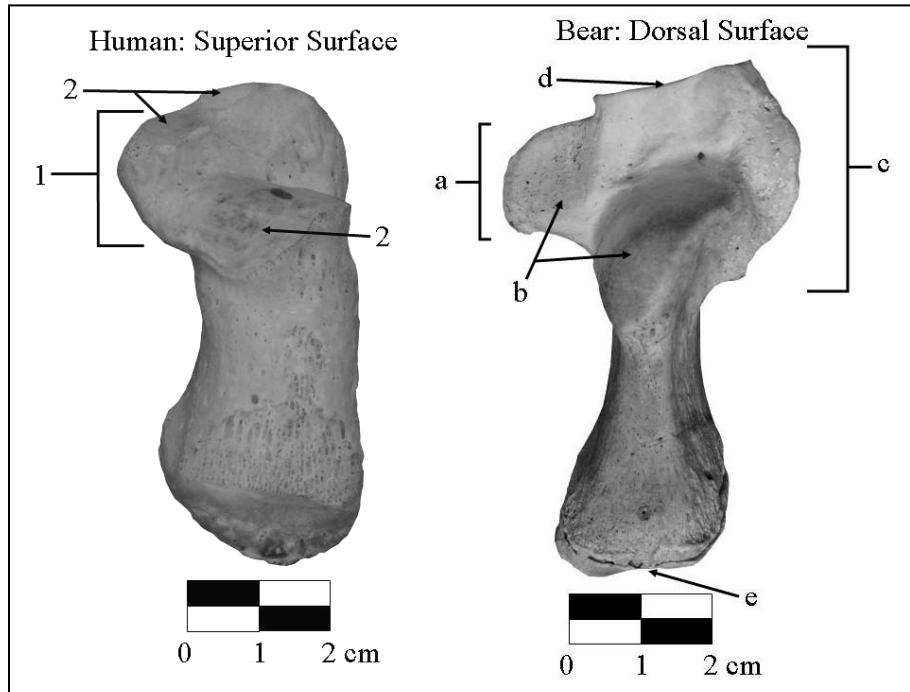 Human: Superior Surface
Bear: Dorsal Surface
2
1
2
d
a
b
c
e
0 1 2 cm
0 1 2 cm